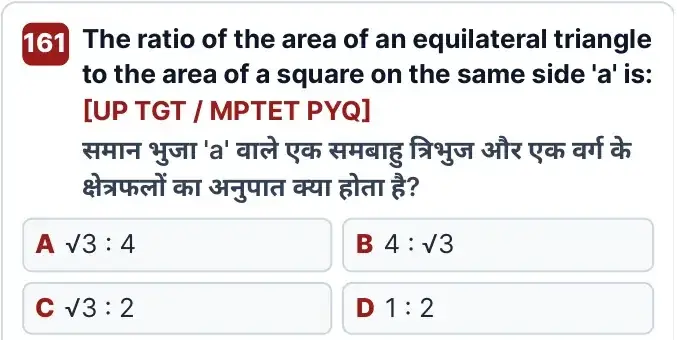 161 The ratio of the area of an equilateral triangle
to the area of a square on the same side 'a' is:
[UP TGT / MPTET PYQ]
समान भुजा 'a' वाले एक समबाहु त्रिभुज और एक वर्ग के
क्षेत्रफलों का अनुपात क्या होता है?
A √3 : 4
B 4 : √3
C √3 : 2
D 1 : 2